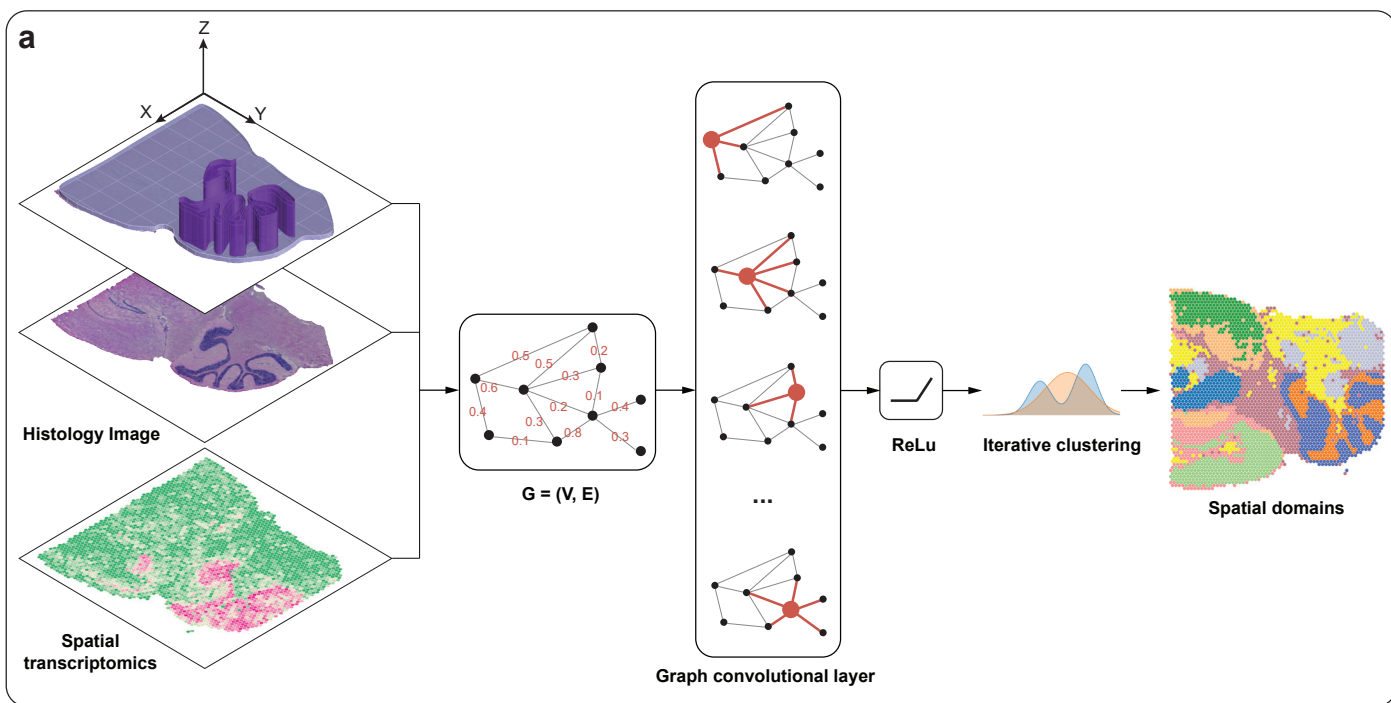 a
Z
X
Y
Histology Image
Spatial
transcriptomics
0.5
0.5
0.2
0.6
0.3
0.1
0.4
0.2
0.4
0.3
0.1
0.8
0.3
G = (V, E)
...
Graph convolutional layer
ReLu
Iterative clustering
Spatial domains